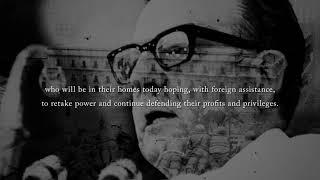 who will be in their homes today hoping, with foreign assistance,
to retake power and continue defending their profits and privileges.